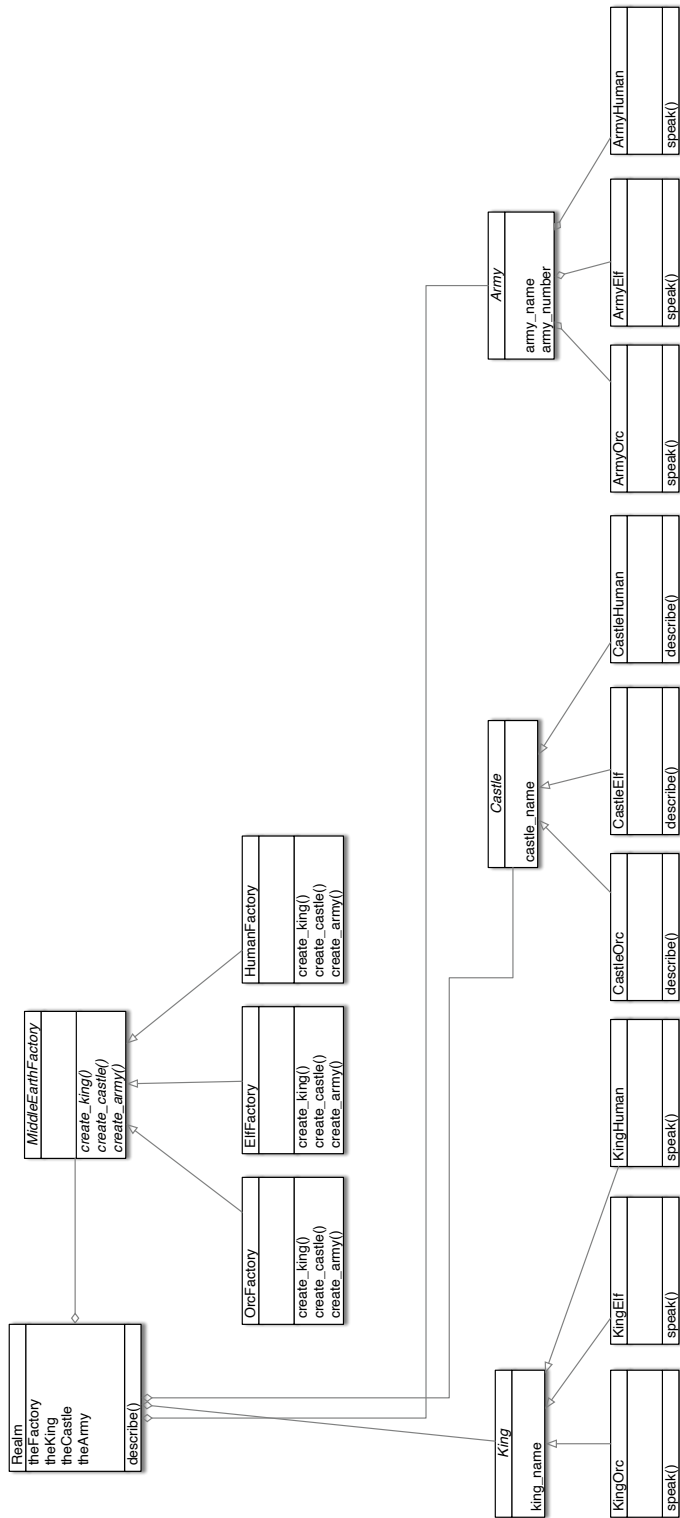 Realm
theFactory
theKing
theCastle
theArmy
describe()
MiddleEarthFactory
create_king()
create_castle()
create_army()
OrcFactory
create_king()
create_castle()
create_army()
ElfFactory
create_king()
create_castle()
create_army()
HumanFactory
create_king()
create_castle()
create_army()
King
king_name
Castle
castle_name
Army
army_name
army_number
KingOrc
speak()
KingElf
speak()
KingHuman
speak()
CastleOrc
describe()
CastleElf
describe()
CastleHuman
describe()
ArmyOrc
speak()
ArmyElf
speak()
ArmyHuman
speak()